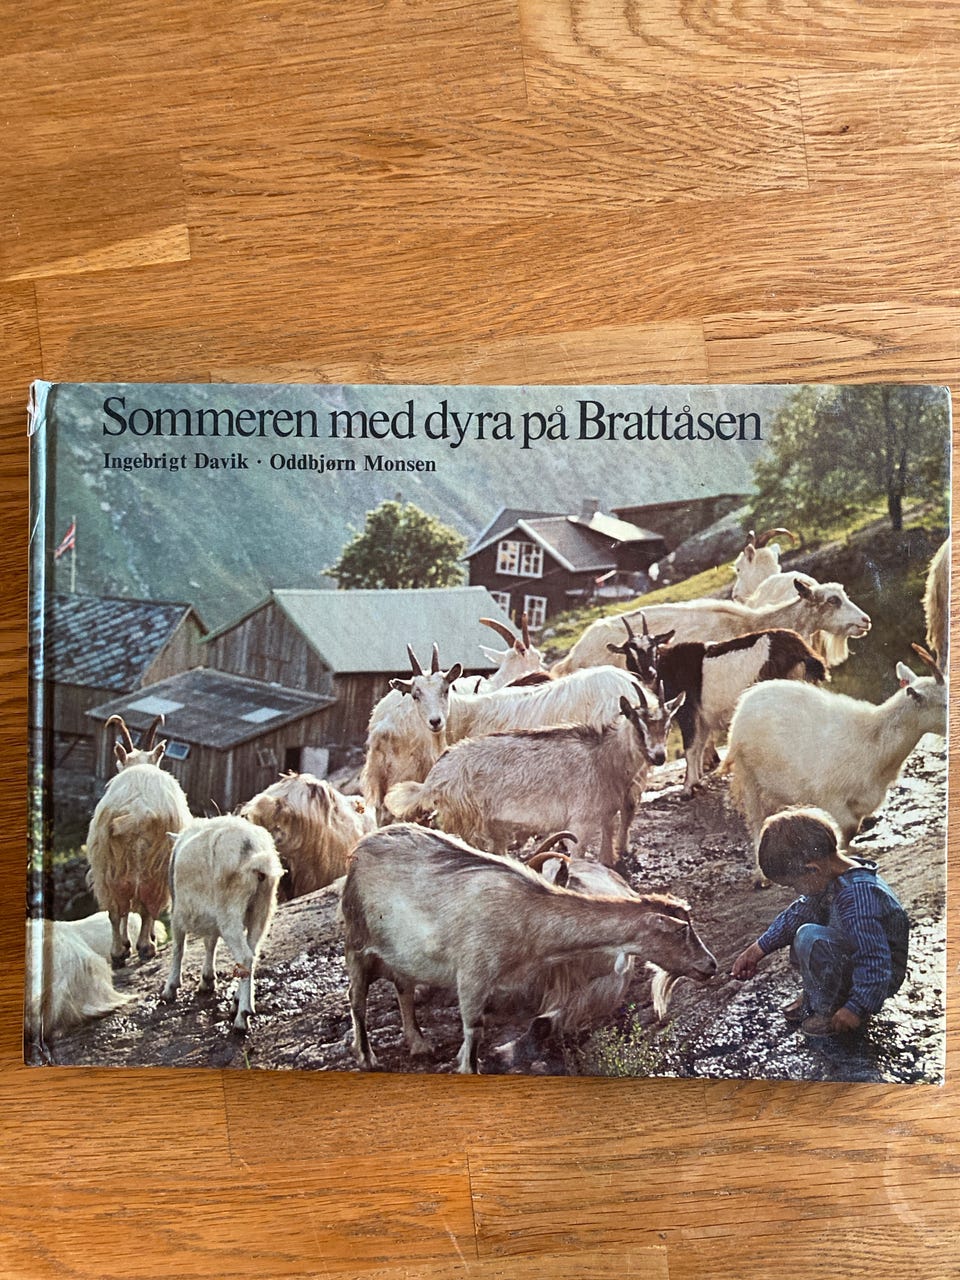 Sommeren med dyra på Brattåsen
Ingebrigt Davik · Oddbjørn Monsen